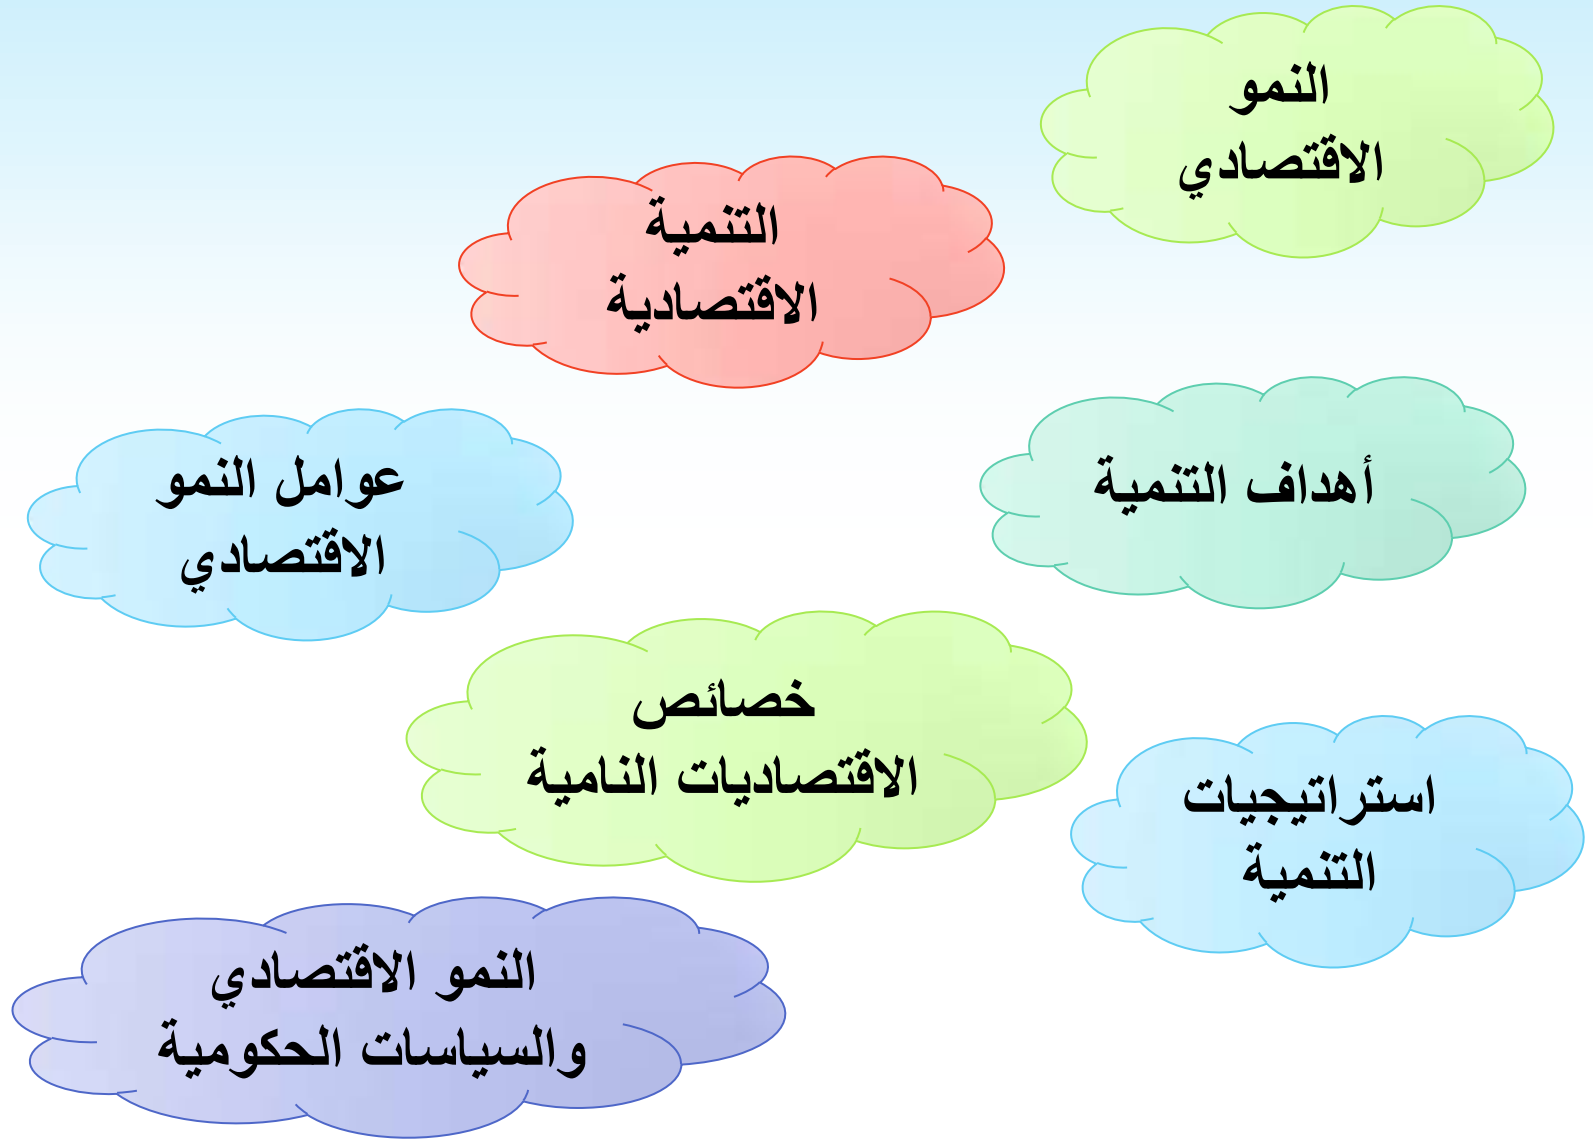 النمو
الاقتصادي
التنمية
الاقتصادية
أهداف التنمية
عوامل النمو
الاقتصادي
خصائص
الاقتصاديات النامية
استراتيجيات
التنمية
النمو الاقتصادي
والسياسات الحكومية